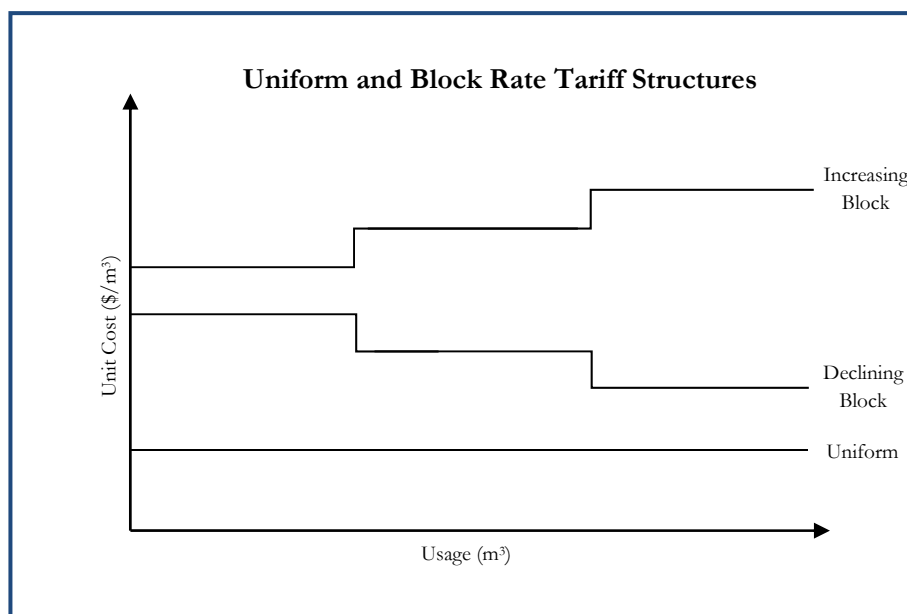 Uniform and Block Rate Tariff Structures
Increasing
Block
Unit Cost ($/m³)
Declining
Block
Uniform
Usage (m³)